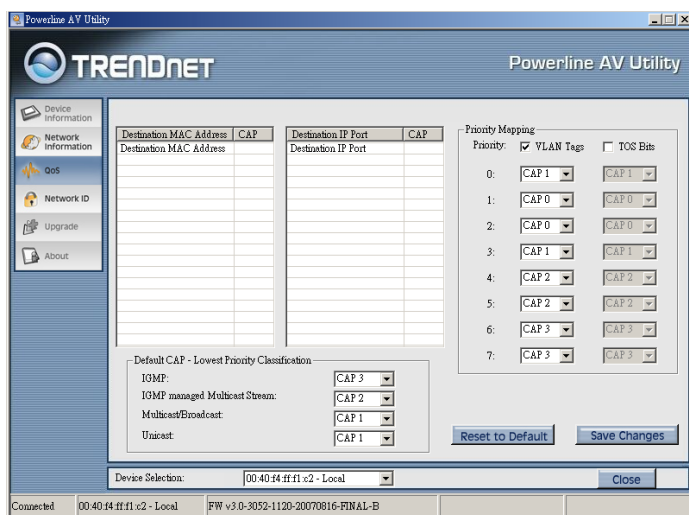 Powerline AV Utility
TRENDnet
Powerline AV Utility
Device Information
Network Information
QoS
Network ID
Upgrade
About
Destination MAC Address CAP
Destination MAC Address
Destination IP Port CAP
Destination IP Port
Priority Mapping
Priority: VLAN Tags TOS Bits
0: CAP 1 CAP 1
1: CAP 0 CAP 0
2: CAP 0 CAP 0
3: CAP 1 CAP 1
4: CAP 2 CAP 2
5: CAP 2 CAP 2
6: CAP 3 CAP 3
7: CAP 3 CAP 3
Default CAP - Lowest Priority Classification
IGMP: CAP 3
IGMP managed Multicast Stream: CAP 2
Multicast/Broadcast: CAP 1
Unicast: CAP 1
Reset to Default Save Changes
Device Selection: 00:40:f4:ff:f1:c2 - Local Close
Connected 00:40:f4:ff:f1:c2 - Local FW v3.0-3052-1120-20070816-FINAL-B